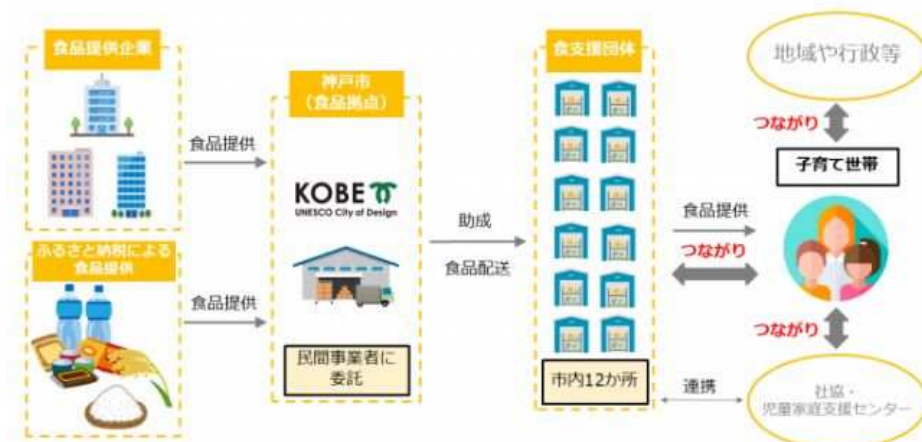 食品提供企業
ふるさと納税による
食品提供
食品提供
食品提供
神戸市
(食品拠点)
KOBE
UNESCO City of Design
民間事業者に
委託
助成
食品配送
食支援団体
市内12か所
食品提供
つながり
連携
地域や行政等
つながり
子育て世帯
つながり
社協・
児童家庭支援センター